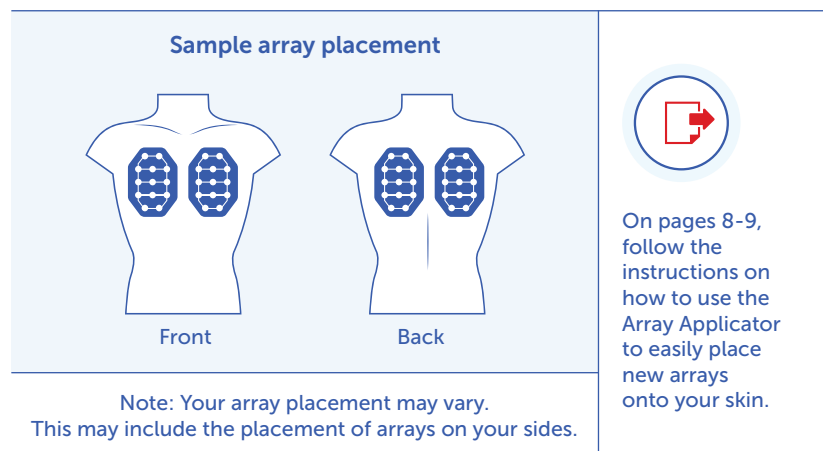 Sample array placement
Front
Back
Note: Your array placement may vary.
This may include the placement of arrays on your sides.
On pages 8-9,
follow the
instructions on
how to use the
Array Applicator
to easily place
new arrays
onto your skin.